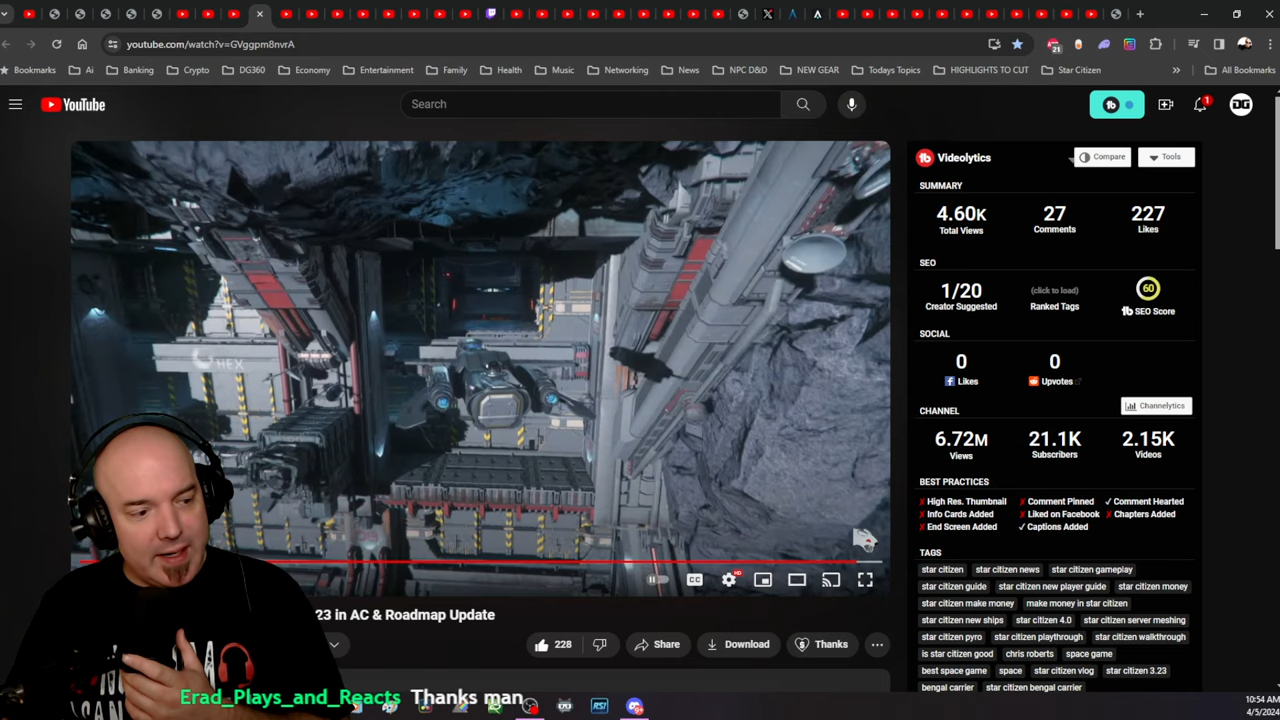 youtube.com/watch?v=GVggpm8nvrA
21
Bookmarks Ai Banking Crypto DG360 Economy Entertainment Family Health Music Networking News NPC D&D NEW GEAR Todays Topics HIGHLIGHTS TO CUT Star Citizen » All Bookmarks
YouTube
Search
1
DG
HEX
Videolytics
Compare
Tools
SUMMARY
4.60K 27 227
Total Views Comments Likes
SEO
1/20 (click to load) 60
Creator Suggested Ranked Tags SEO Score
SOCIAL
0 0
Likes Upvotes
CHANNEL
Channelytics
6.72M 21.1K 2.15K
Views Subscribers Videos
BEST PRACTICES
✗ High Res. Thumbnail ✗ Comment Pinned ✓ Comment Hearted
✗ Info Cards Added ✗ Liked on Facebook ✗ Chapters Added
✗ End Screen Added ✓ Captions Added
TAGS
star citizen star citizen news star citizen gameplay
star citizen guide star citizen new player guide star citizen money
star citizen make money make money in star citizen
star citizen new ships star citizen 4.0 star citizen server meshing
star citizen pyro star citizen playthrough star citizen walkthrough
is star citizen good chris roberts space game
best space game space star citizen vlog star citizen 3.23
bengal carrier star citizen bengal carrier
CC
HD
23 in AC & Roadmap Update
228 Share Download Thanks
Erad_Plays_and_Reacts Thanks man
RSI
10:54 AM
4/5/2024